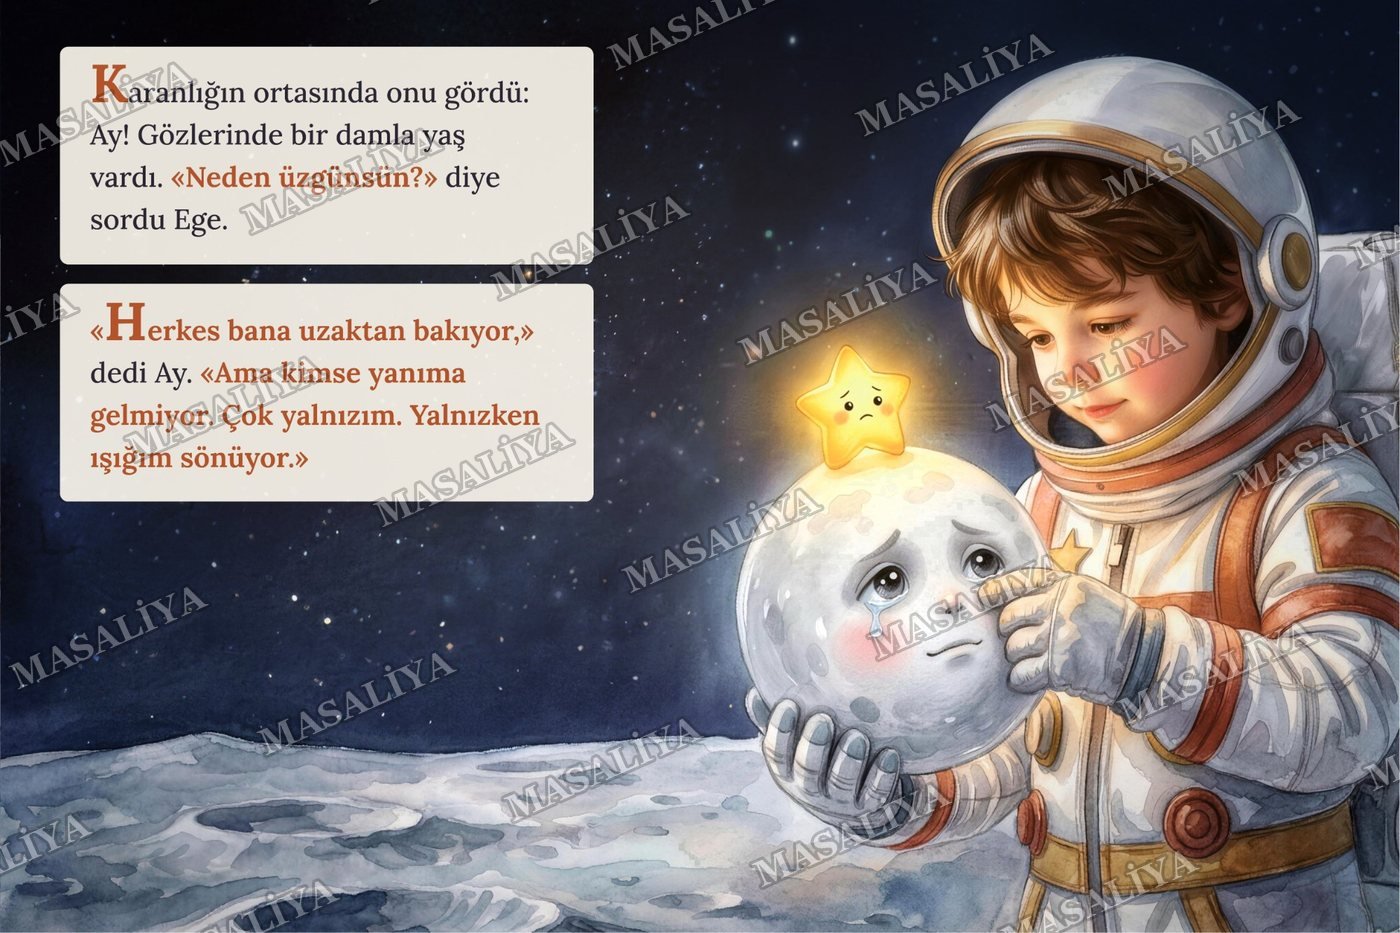 Karanlığın ortasında onu gördü:
Ay! Gözlerinde bir damla yaş
vardı. «Neden üzgünsün?» diye
sordu Ege.
«Herkes bana uzaktan bakıyor,»
dedi Ay. «Ama kimse yanıma
gelmiyor. Çok yalnızım. Yalnızken
ışığım sönüyor.»
MASALİYA